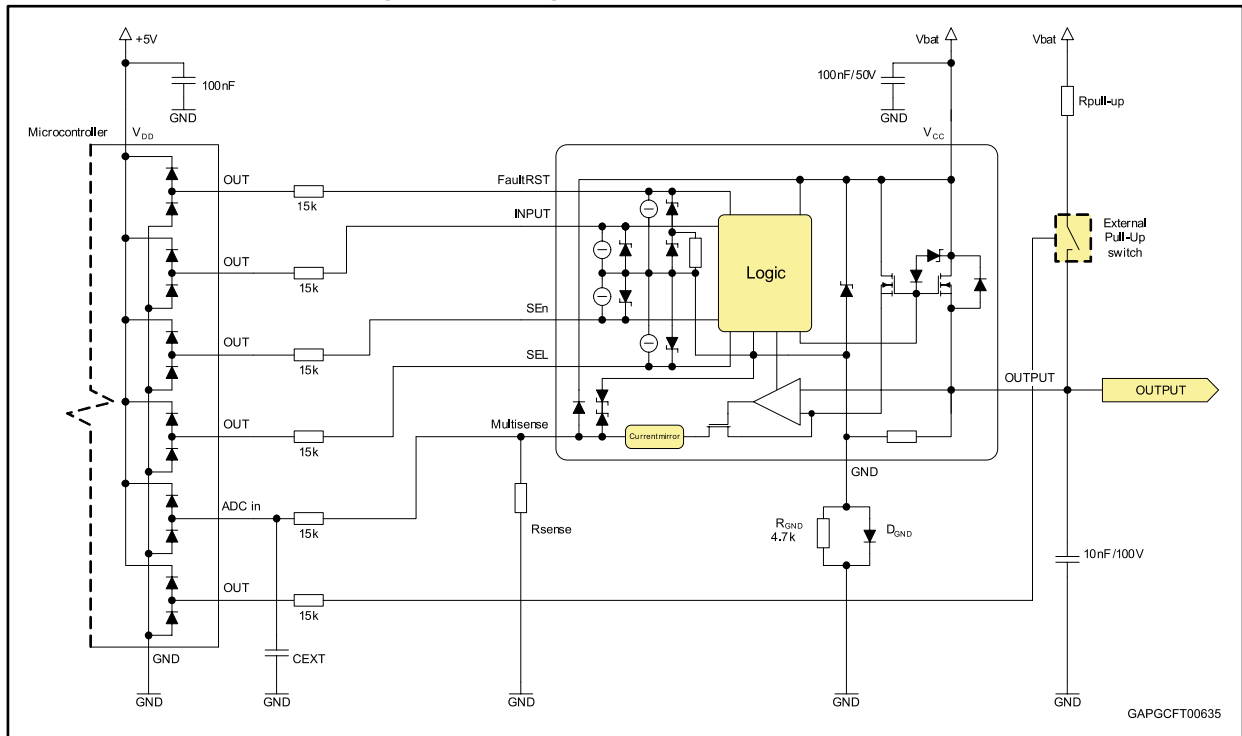 +5V
Vbat
Vbat
100nF
100nF/50V
GND
GND
Rpull-up
Microcontroller
VDD
VCC
OUT
15k
FaultRST
INPUT
OUT
15k
Logic
External
Pull-Up
switch
SEn
OUT
15k
SEL
OUTPUT
OUTPUT
OUT
15k
Multisense
Currentmirror
GND
ADC in
15k
Rsense
RGND
4.7k
DGND
10nF/100V
OUT
15k
GND
CEXT
GND
GND
GND
GND
GND
GAPGCFT00635